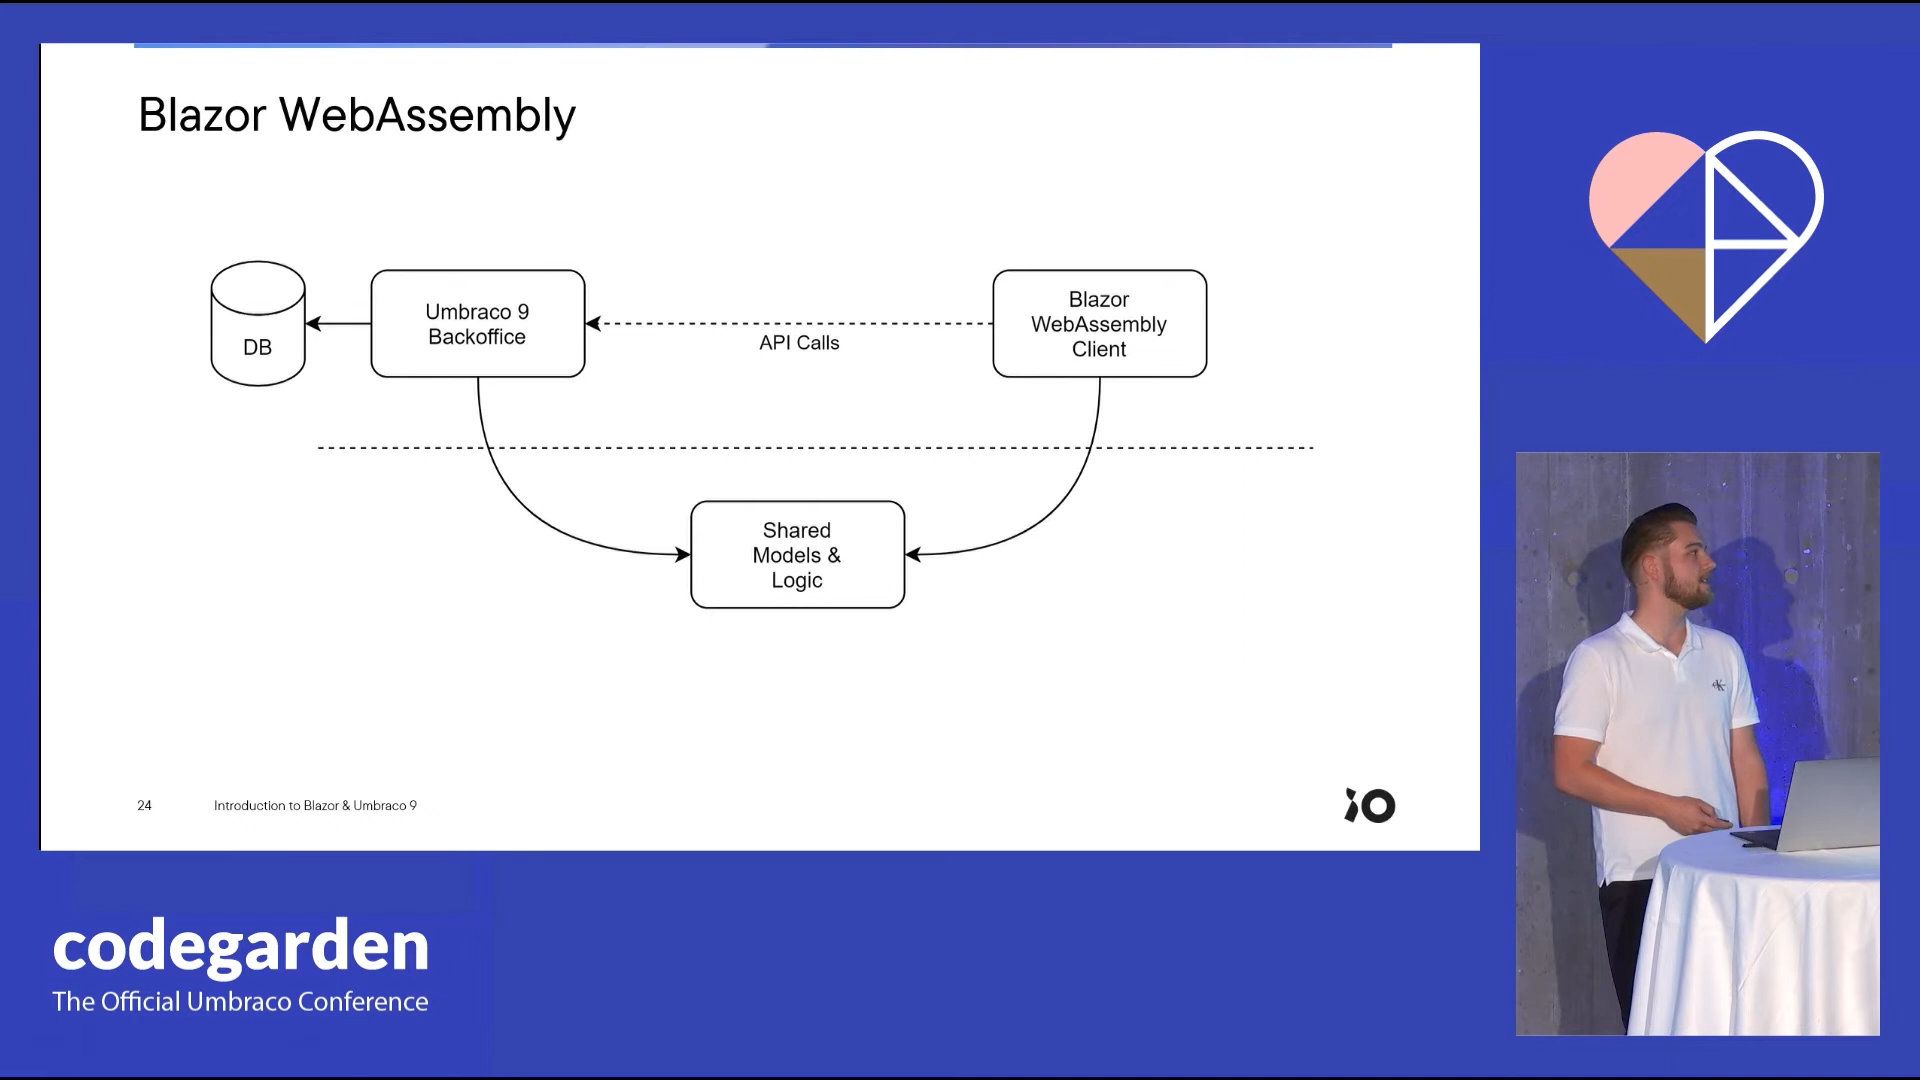 Blazor WebAssembly
DB
Umbraco 9
Backoffice
API Calls
Blazor
WebAssembly
Client
Shared
Models &
Logic
24
Introduction to Blazor & Umbraco 9
iO
codegarden
The Official Umbraco Conference